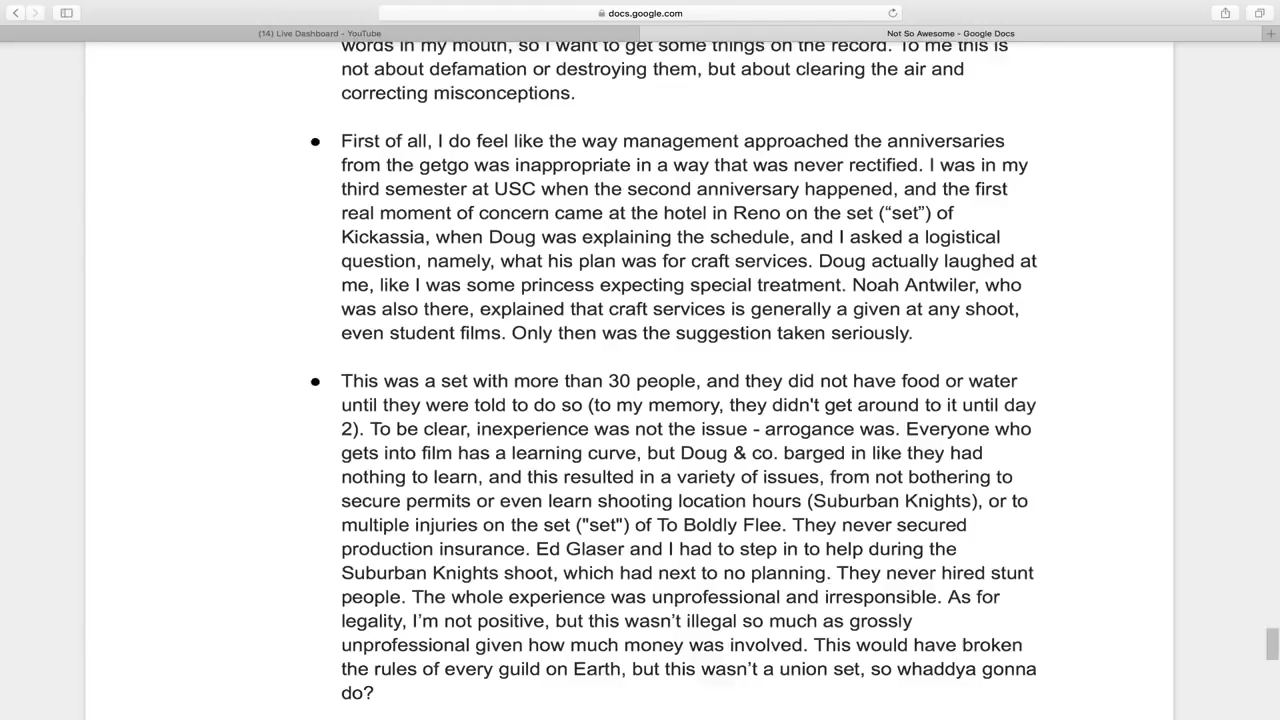 docs.google.com
(14) Live Dashboard - YouTube
Not So Awesome - Google Docs
words in my mouth, so I want to get some things on the record. To me this is
not about defamation or destroying them, but about clearing the air and
correcting misconceptions.
● First of all, I do feel like the way management approached the anniversaries
from the getgo was inappropriate in a way that was never rectified. I was in my
third semester at USC when the second anniversary happened, and the first
real moment of concern came at the hotel in Reno on the set (“set”) of
Kickassia, when Doug was explaining the schedule, and I asked a logistical
question, namely, what his plan was for craft services. Doug actually laughed at
me, like I was some princess expecting special treatment. Noah Antwiler, who
was also there, explained that craft services is generally a given at any shoot,
even student films. Only then was the suggestion taken seriously.
● This was a set with more than 30 people, and they did not have food or water
until they were told to do so (to my memory, they didn't get around to it until day
2). To be clear, inexperience was not the issue - arrogance was. Everyone who
gets into film has a learning curve, but Doug & co. barged in like they had
nothing to learn, and this resulted in a variety of issues, from not bothering to
secure permits or even learn shooting location hours (Suburban Knights), or to
multiple injuries on the set ("set") of To Boldly Flee. They never secured
production insurance. Ed Glaser and I had to step in to help during the
Suburban Knights shoot, which had next to no planning. They never hired stunt
people. The whole experience was unprofessional and irresponsible. As for
legality, I’m not positive, but this wasn’t illegal so much as grossly
unprofessional given how much money was involved. This would have broken
the rules of every guild on Earth, but this wasn’t a union set, so whaddya gonna
do?